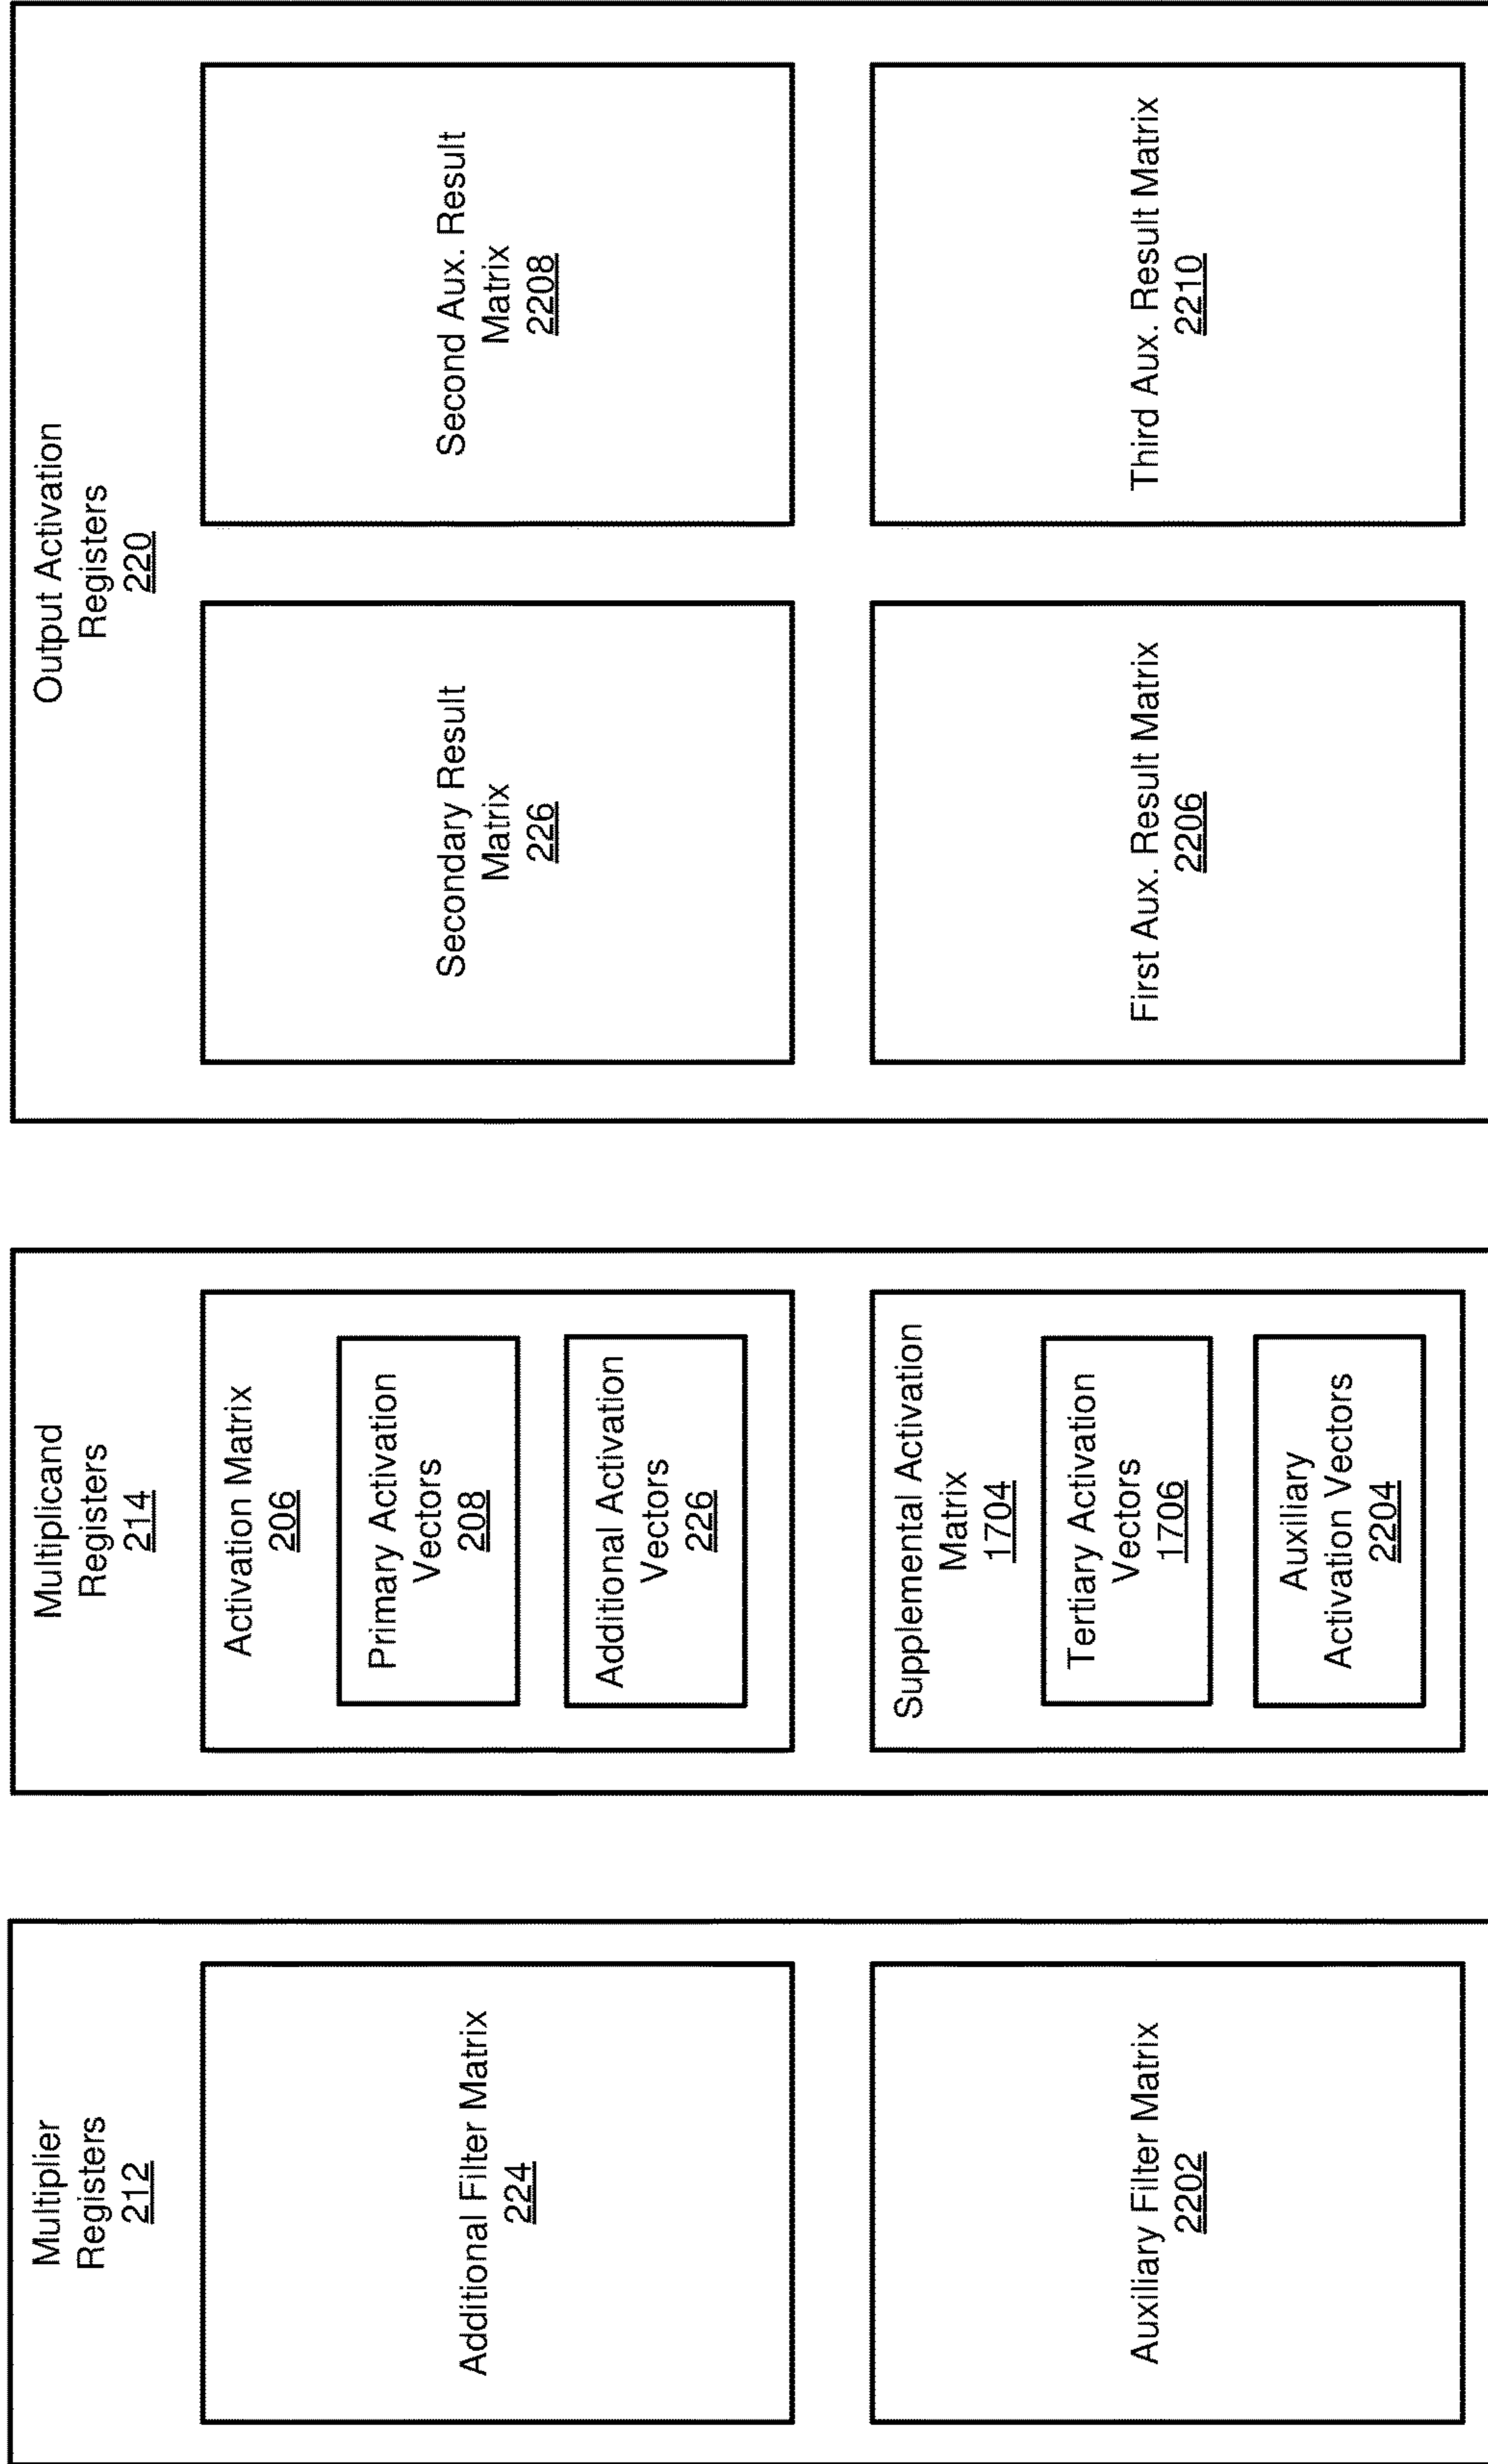 Multiplier
Registers
212
Additional Filter Matrix
224
Auxiliary Filter Matrix
2202
Multiplicand
Registers
214
Activation Matrix
206
Primary Activation
Vectors
208
Additional Activation
Vectors
226
Supplemental Activation
Matrix
1704
Tertiary Activation
Vectors
1706
Auxiliary
Activation Vectors
2204
Output Activation
Registers
220
Secondary Result
Matrix
226
First Aux. Result Matrix
2206
Second Aux. Result
Matrix
2208
Third Aux. Result Matrix
2210